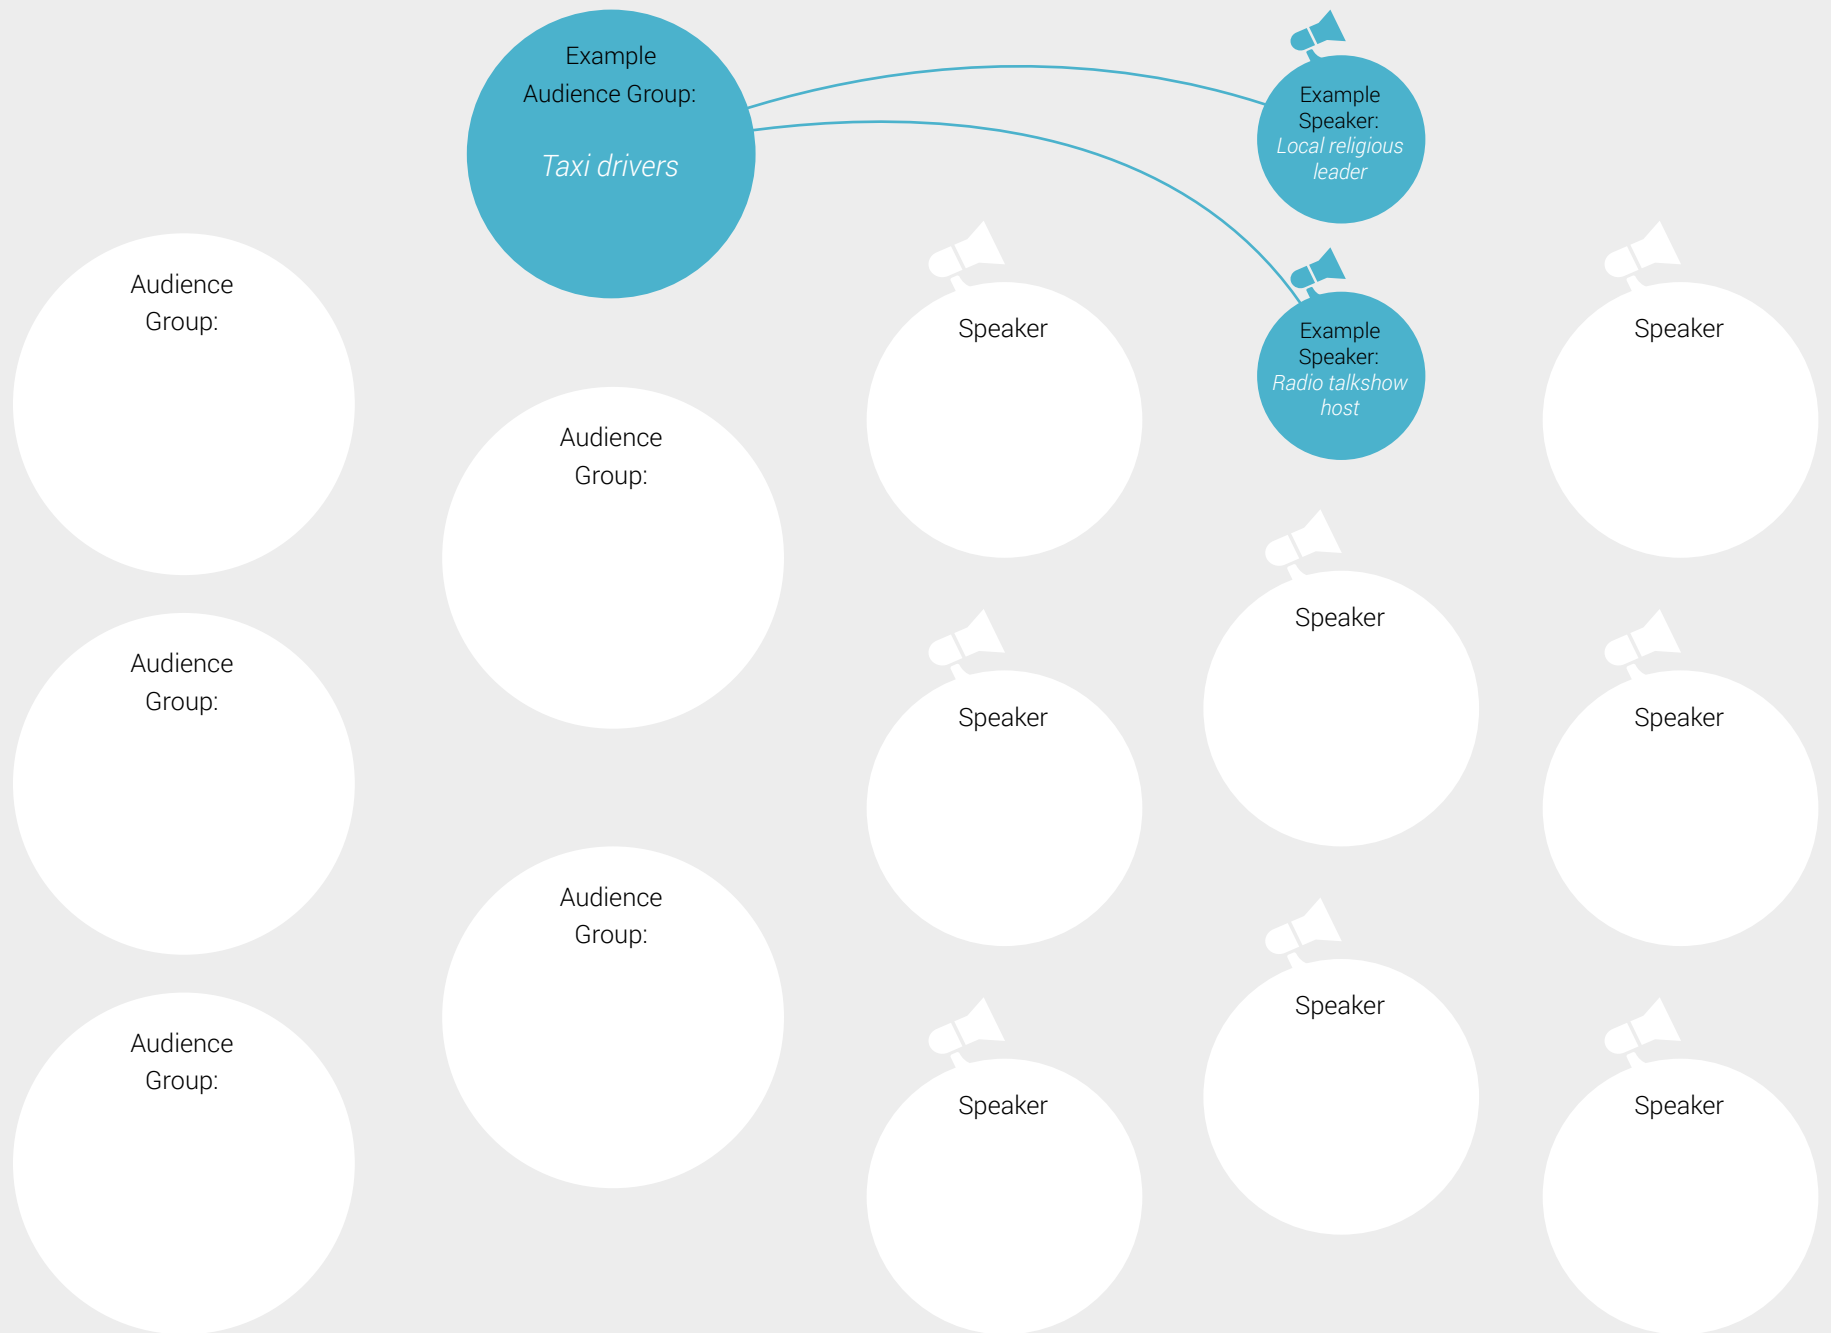 Example
Audience Group:
Taxi drivers
Example
Speaker:
Local religious
leader
Example
Speaker:
Radio talkshow
host
Audience
Group:
Audience
Group:
Audience
Group:
Audience
Group:
Audience
Group:
Speaker
Speaker
Speaker
Speaker
Speaker
Speaker
Speaker
Speaker